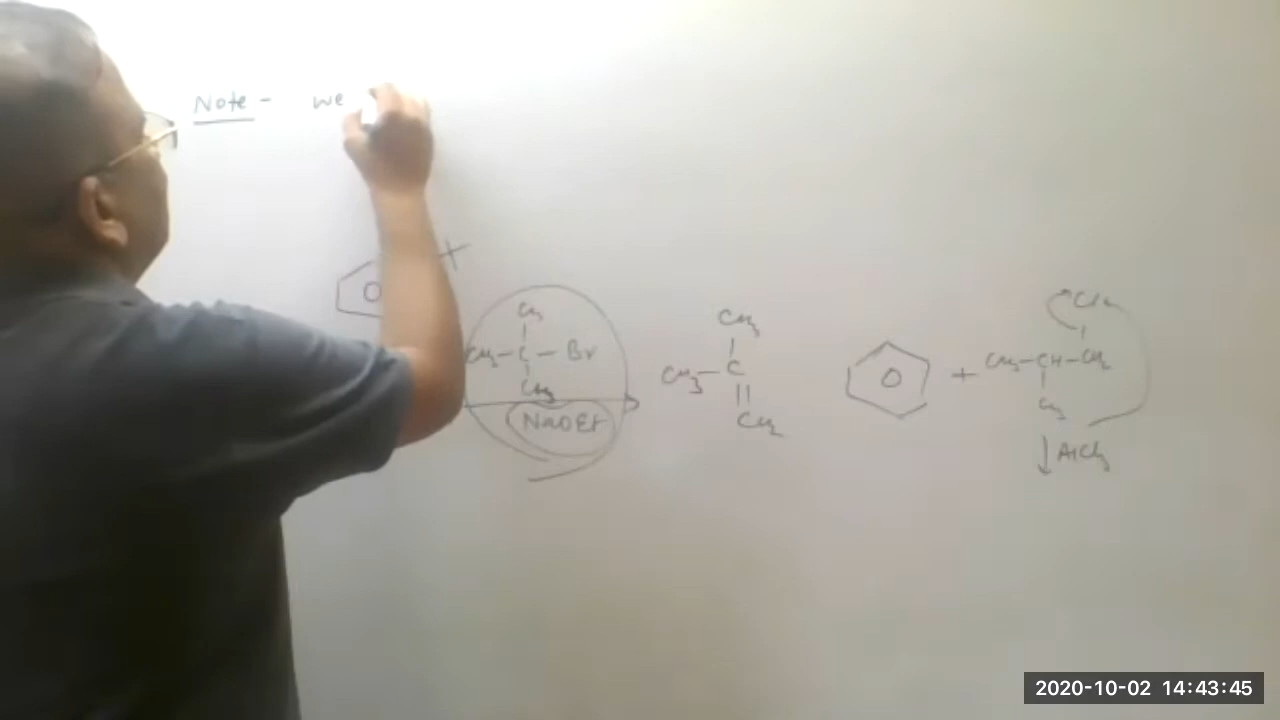 Note - we
+
CH3
CH3-C-Br
CH3
NaOEt
CH3
CH3-C
CH2
+
CH3-CH-CH2
CH3
AlCl3
2020-10-02 14:43:45